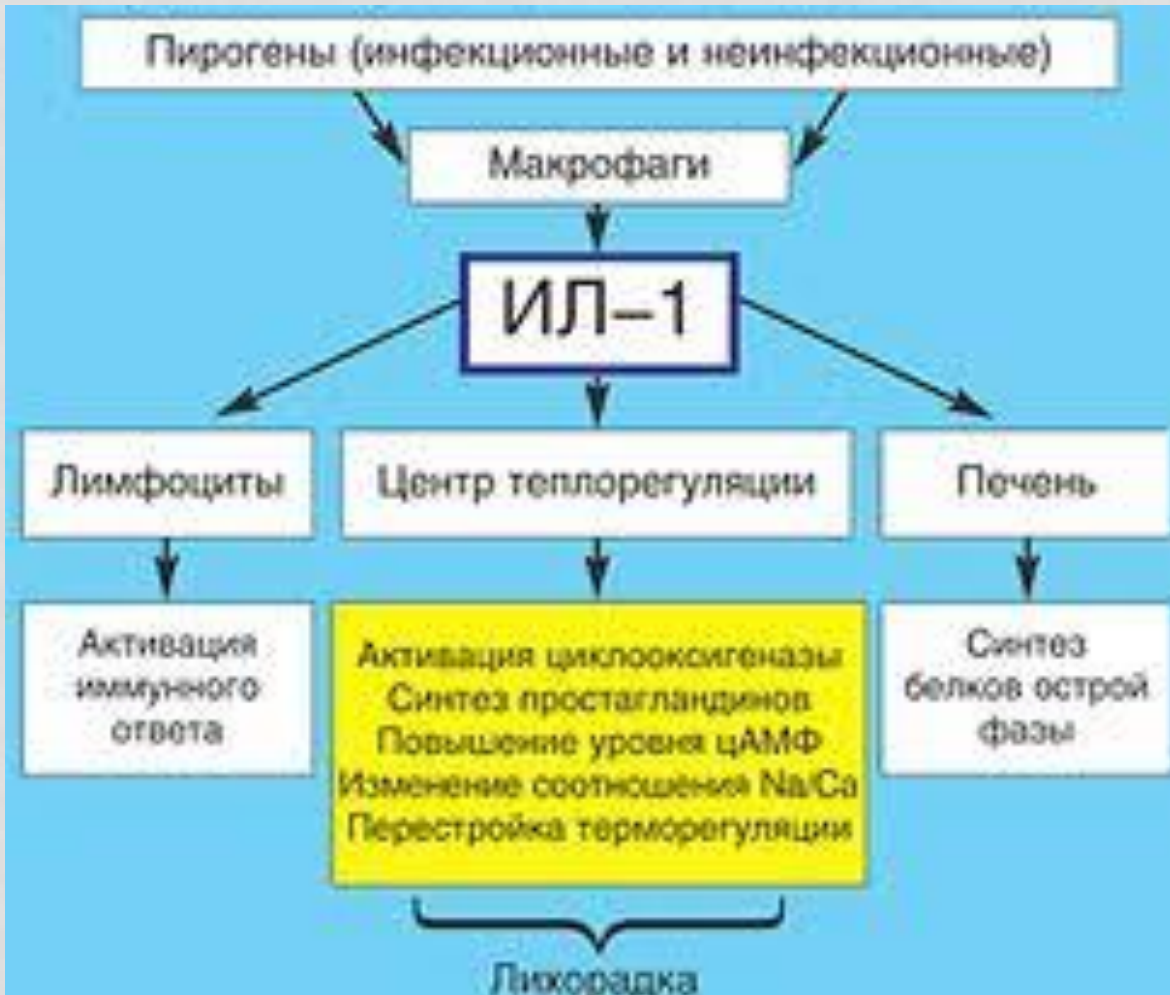 Пирогены (инфекционные и неинфекционные)
Макрофаги
ИЛ–1
Лимфоциты
Центр теплорегуляции
Печень
Активация
иммунного
ответа
Активация циклооксигеназы
Синтез простагландинов
Повышение уровня цАМФ
Изменение соотношения Na/Ca
Перестройка терморегуляции
Синтез
белков острой
фазы
Лихорадка